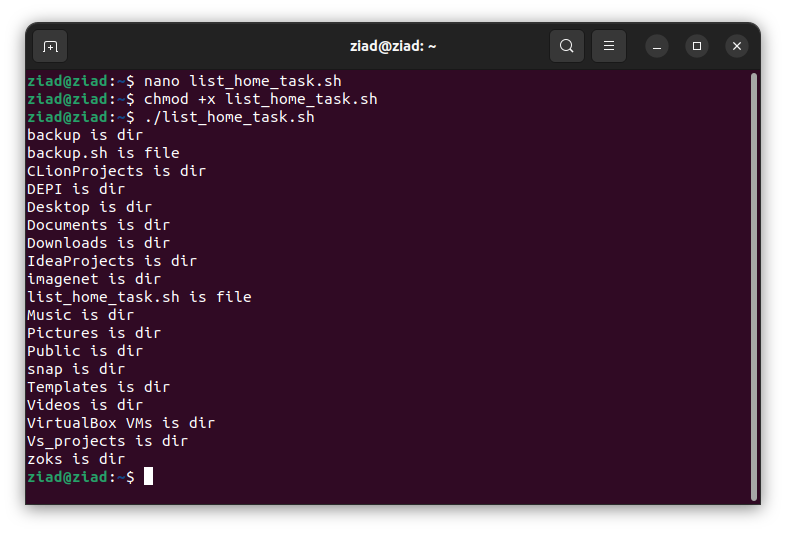 ziad@ziad: ~
ziad@ziad:~$ nano list_home_task.sh
ziad@ziad:~$ chmod +x list_home_task.sh
ziad@ziad:~$ ./list_home_task.sh
backup is dir
backup.sh is file
CLionProjects is dir
DEPI is dir
Desktop is dir
Documents is dir
Downloads is dir
IdeaProjects is dir
imagenet is dir
list_home_task.sh is file
Music is dir
Pictures is dir
Public is dir
snap is dir
Templates is dir
Videos is dir
VirtualBox VMs is dir
Vs_projects is dir
zoks is dir
ziad@ziad:~$